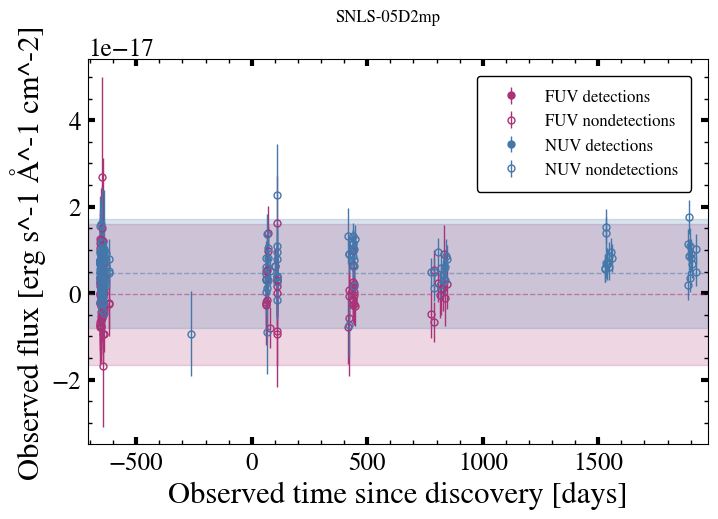 SNLS-05D2mp
1e−17
FUV detections
FUV nondetections
NUV detections
NUV nondetections
4
2
0
−2
Observed flux [erg s^-1 Å^-1 cm^-2]
−500
0
500
1000
1500
Observed time since discovery [days]